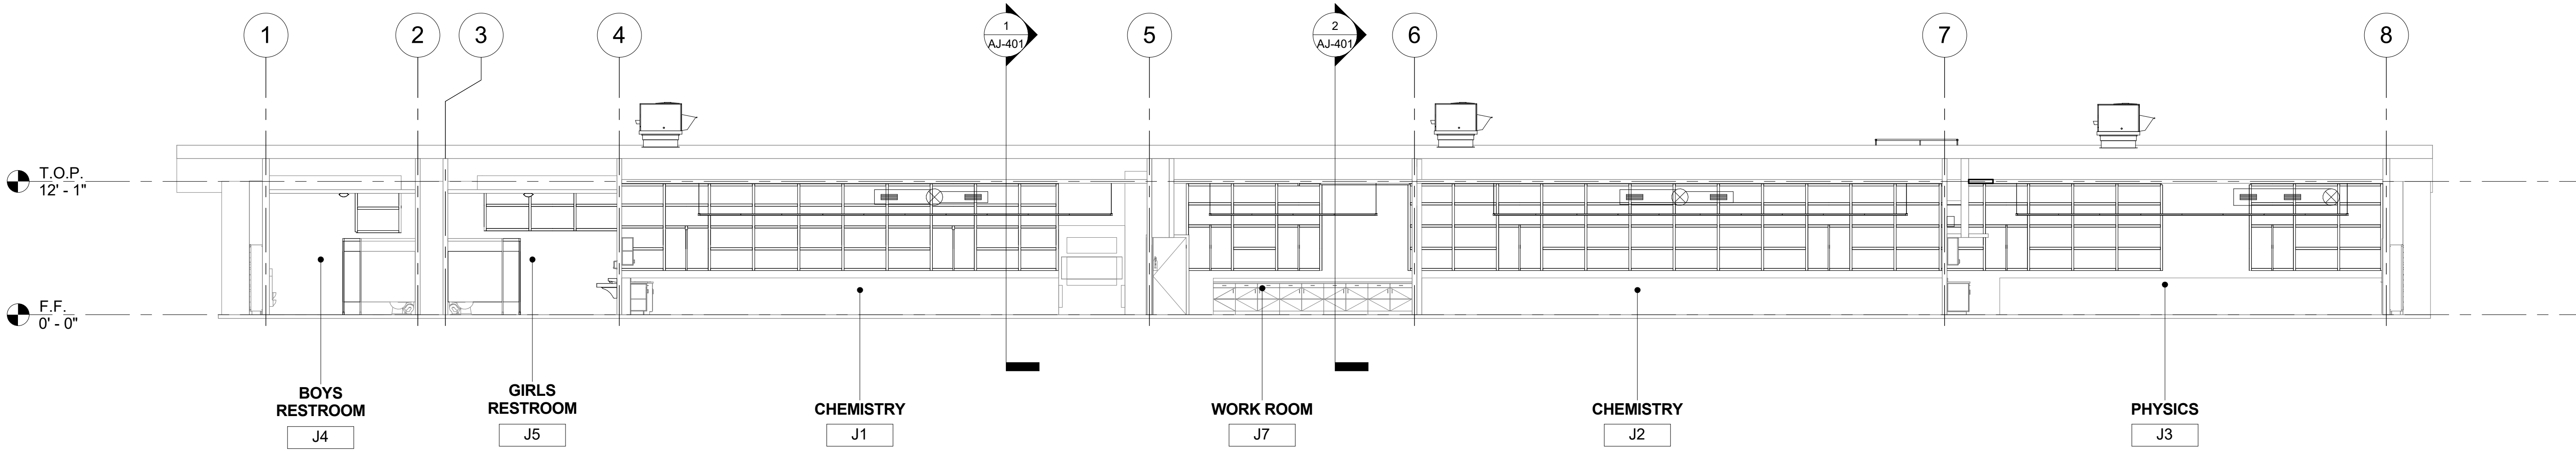 1
2
3
4
1
AJ-401
5
2
AJ-401
6
7
8
T.O.P.
12' - 1"
F.F.
0' - 0"
BOYS
RESTROOM
J4
GIRLS
RESTROOM
J5
CHEMISTRY
J1
WORK ROOM
J7
CHEMISTRY
J2
PHYSICS
J3